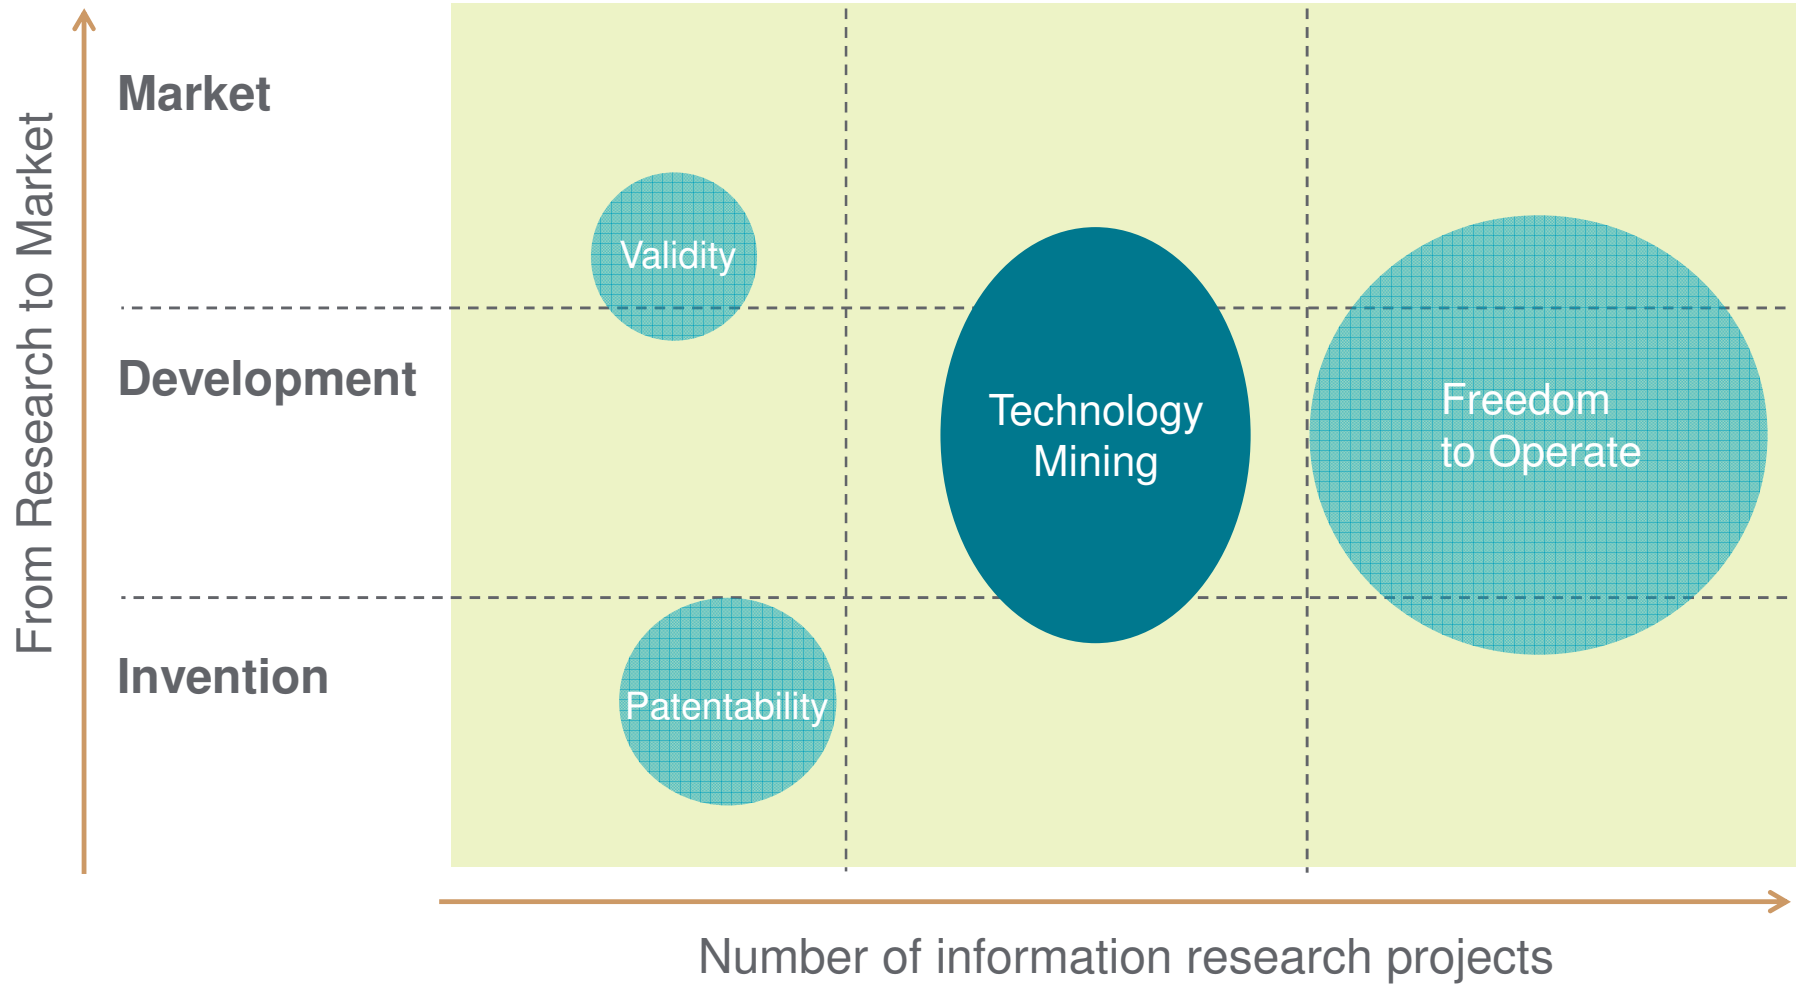 From Research to Market
Market
Validity
Development
Technology
Mining
Freedom
to Operate
Invention
Patentability
Number of information research projects